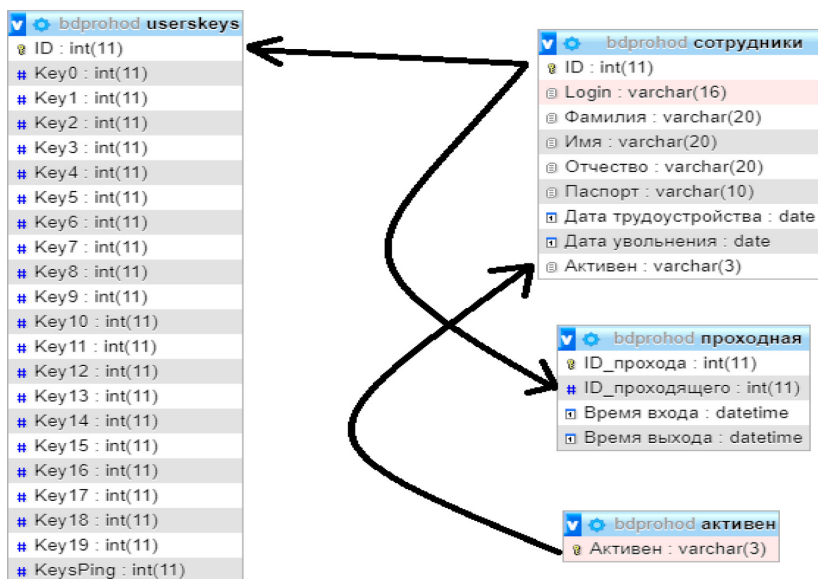 bdprohod userskeys
ID : int(11)
Key0 : int(11)
Key1 : int(11)
Key2 : int(11)
Key3 : int(11)
Key4 : int(11)
Key5 : int(11)
Key6 : int(11)
Key7 : int(11)
Key8 : int(11)
Key9 : int(11)
Key10 : int(11)
Key11 : int(11)
Key12 : int(11)
Key13 : int(11)
Key14 : int(11)
Key15 : int(11)
Key16 : int(11)
Key17 : int(11)
Key18 : int(11)
Key19 : int(11)
KeysPing : int(11)
bdprohod сотрудники
ID : int(11)
Login : varchar(16)
Фамилия : varchar(20)
Имя : varchar(20)
Отчество : varchar(20)
Паспорт : varchar(10)
Дата трудоустройства : date
Дата увольнения : date
Активен : varchar(3)
bdprohod проходная
ID_прохода : int(11)
ID_проходящего : int(11)
Время входа : datetime
Время выхода : datetime
bdprohod активен
Активен : varchar(3)